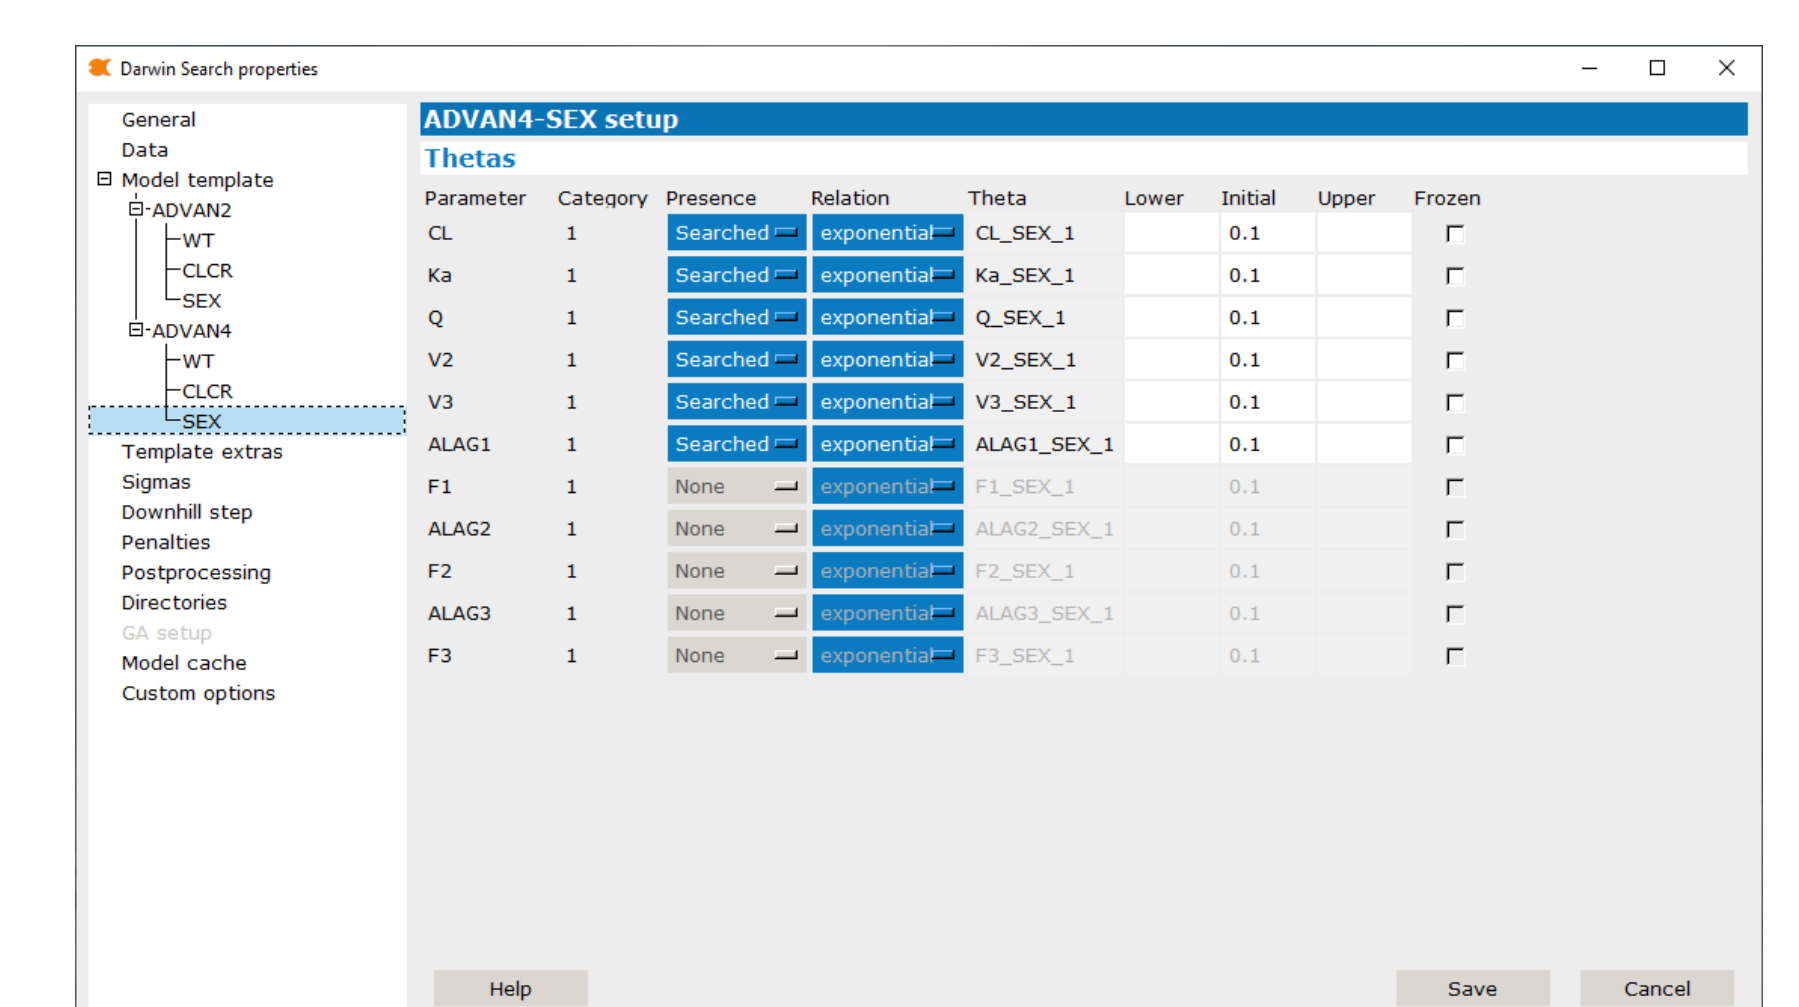 Darwin Search properties
General
Data
Model template
ADVAN2
WT
CLCR
SEX
ADVAN4
WT
CLCR
SEX
Template extras
Sigmas
Downhill step
Penalties
Postprocessing
Directories
GA setup
Model cache
Custom options
ADVAN4-SEX setup
Thetas
Parameter Category Presence Relation Theta Lower Initial Upper Frozen
CL 1 Searched exponential CL_SEX_1 0.1
Ka 1 Searched exponential Ka_SEX_1 0.1
Q 1 Searched exponential Q_SEX_1 0.1
V2 1 Searched exponential V2_SEX_1 0.1
V3 1 Searched exponential V3_SEX_1 0.1
ALAG1 1 Searched exponential ALAG1_SEX_1 0.1
F1 1 None exponential F1_SEX_1 0.1
ALAG2 1 None exponential ALAG2_SEX_1 0.1
F2 1 None exponential F2_SEX_1 0.1
ALAG3 1 None exponential ALAG3_SEX_1 0.1
F3 1 None exponential F3_SEX_1 0.1
Help Save Cancel